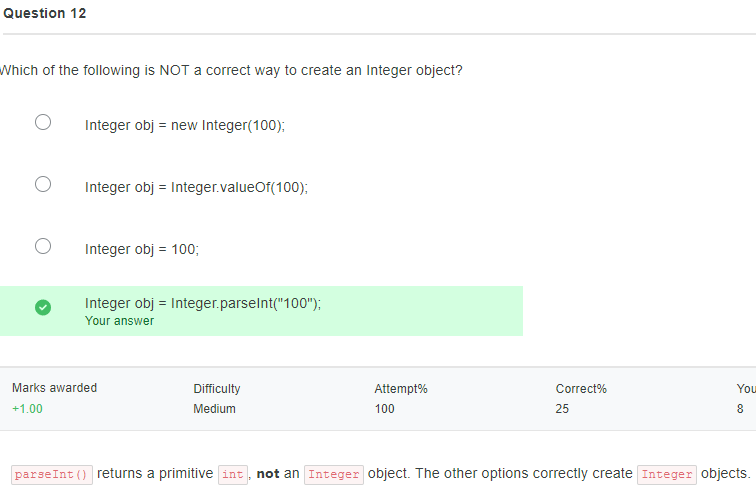 Question 12
Which of the following is NOT a correct way to create an Integer object?
Integer obj = new Integer(100);
Integer obj = Integer.valueOf(100);
Integer obj = 100;
Integer obj = Integer.parseInt("100");
Your answer
Marks awarded Difficulty Attempt% Correct% You
+1.00 Medium 100 25 8
parseInt() returns a primitive int, not an Integer object. The other options correctly create Integer objects.